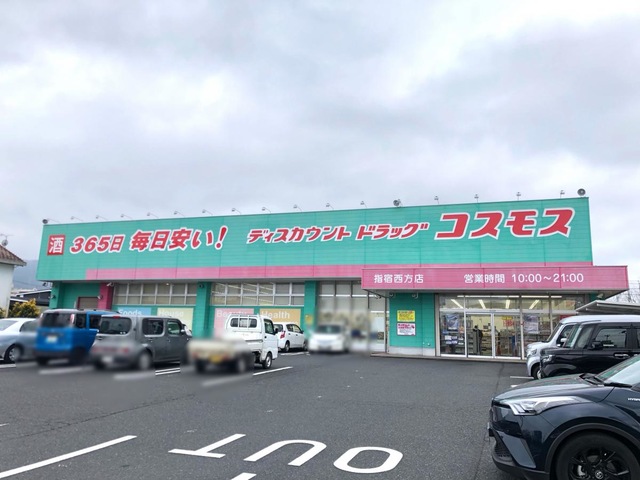 酒 365日 毎日安い! ディスカウント ドラッグ コスモス
指宿西方店 営業時間 10:00〜21:00
Beauty Health
OUT